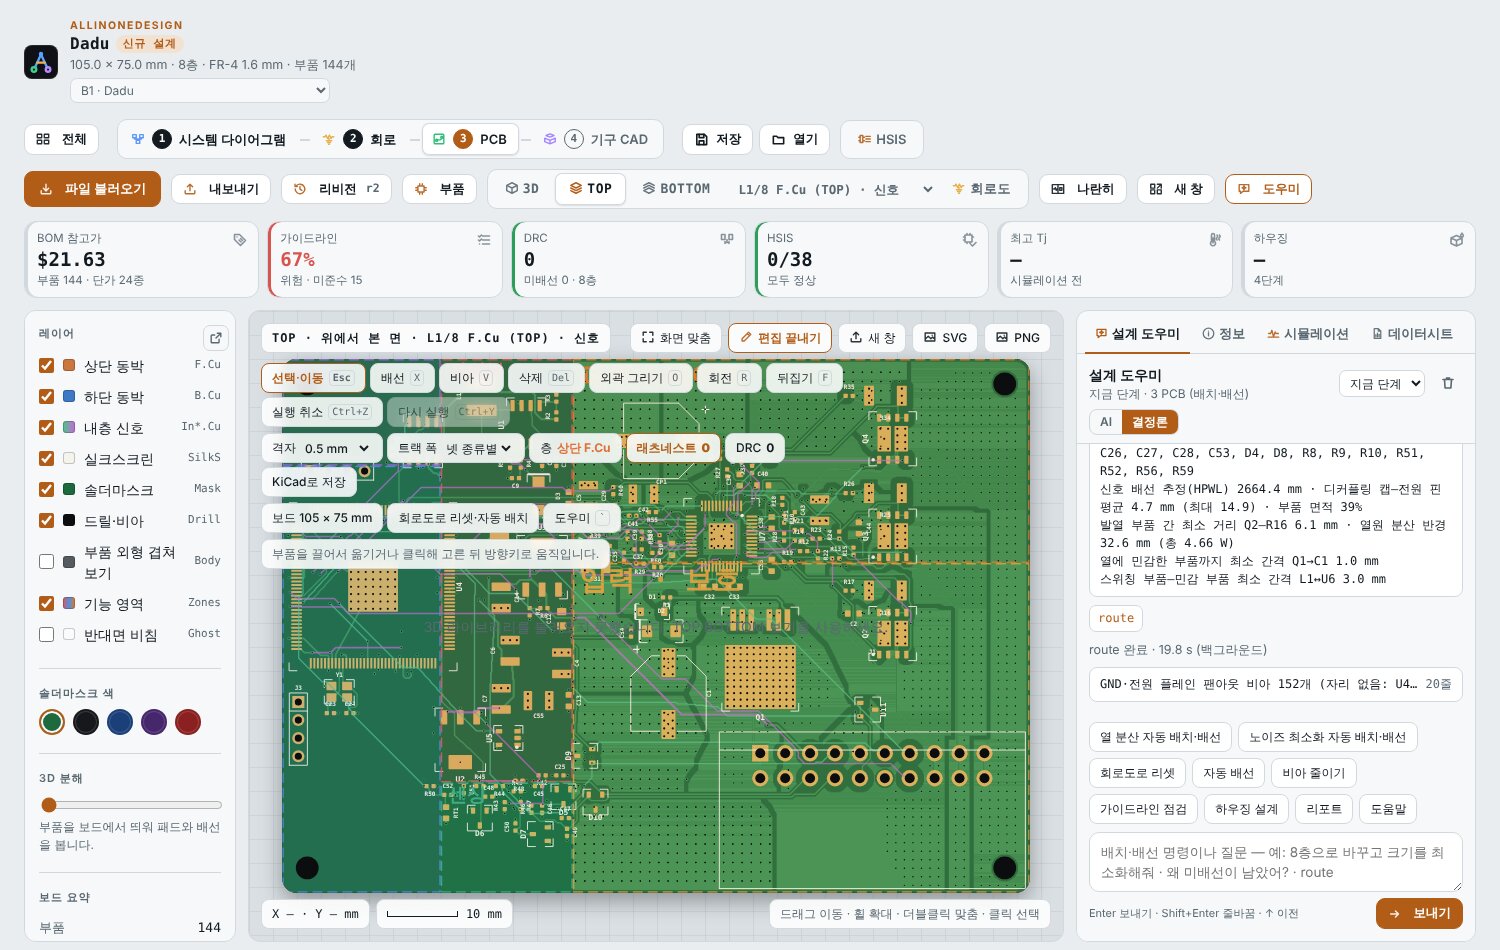 ALLINONEDESIGN
Dadu 신규 설계
105.0 × 75.0 mm · 8층 · FR-4 1.6 mm · 부품 144개
B1 · Dadu
전체
1 시스템 다이어그램
2 회로
3 PCB
4 기구 CAD
저장
열기
HSIS
파일 불러오기
내보내기
리비전 r2
부품
3D
TOP
BOTTOM
L1/8 F.Cu (TOP) · 신호
회로도
나란히
새 창
도우미
BOM 참고가
$21.63
부품 144 · 단가 24종
가이드라인
67%
위험 · 미준수 15
DRC
0
미배선 0 · 8층
HSIS
0/38
모두 정상
최고 Tj
—
시뮬레이션 전
하우징
—
4단계
레이어
상단 동박 F.Cu
하단 동박 B.Cu
내층 신호 In*.Cu
실크스크린 SilkS
솔더마스크 Mask
드릴·비아 Drill
부품 외형 겹쳐 보기 Body
기능 영역 Zones
반대면 비침 Ghost
솔더마스크 색
3D 분해
부품을 보드에서 띄워 패드와 배선
을 봅니다.
보드 요약
부품 144
TOP · 위에서 본 면 · L1/8 F.Cu (TOP) · 신호
화면 맞춤
편집 끝내기
새 창
SVG
PNG
선택·이동 Esc
배선 X
비아 V
삭제 Del
외곽 그리기 O
회전 R
뒤집기 F
실행 취소 Ctrl+Z
다시 실행 Ctrl+Y
격자 0.5 mm
트랙 폭 넷 종류별
층 상단 F.Cu
래츠네스트 0
DRC 0
KiCad로 저장
보드 105 × 75 mm
회로도로 리셋·자동 배치
도우미 `
부품을 끌어서 옮기거나 클릭해 고른 뒤 방향키로 움직입니다.
J3
Y1
U4
U5
U2
D6
D7
D9
D10
D11
Q1
C1
Q4
X — · Y — mm
10 mm
드래그 이동 · 휠 확대 · 더블클릭 맞춤 · 클릭 선택
설계 도우미
정보
시뮬레이션
데이터시트
설계 도우미
지금 단계 · 3 PCB (배치·배선)
지금 단계
AI
결정론
C26, C27, C28, C53, D4, D8, R8, R9, R10, R51,
R52, R56, R59
신호 배선 추정(HPWL) 2664.4 mm · 디커플링 캡—전원 핀
평균 4.7 mm (최대 14.9) · 부품 면적 39%
발열 부품 간 최소 거리 Q2—R16 6.1 mm · 열원 분산 반경
32.6 mm (총 4.66 W)
열에 민감한 부품까지 최소 간격 Q1→C1 1.0 mm
스위칭 부품—민감 부품 최소 간격 L1↔U6 3.0 mm
route
route 완료 · 19.8 s (백그라운드)
GND·전원 플레인 팬아웃 비아 152개 (자리 없음: U4… 20줄
열 분산 자동 배치·배선
노이즈 최소화 자동 배치·배선
회로도로 리셋
자동 배선
비아 줄이기
가이드라인 점검
하우징 설계
리포트
도움말
배치·배선 명령이나 질문 — 예: 8층으로 바꾸고 크기를 최
소화해줘 · 왜 미배선이 남았어? · route
Enter 보내기 · Shift+Enter 줄바꿈 · ↑ 이전
보내기